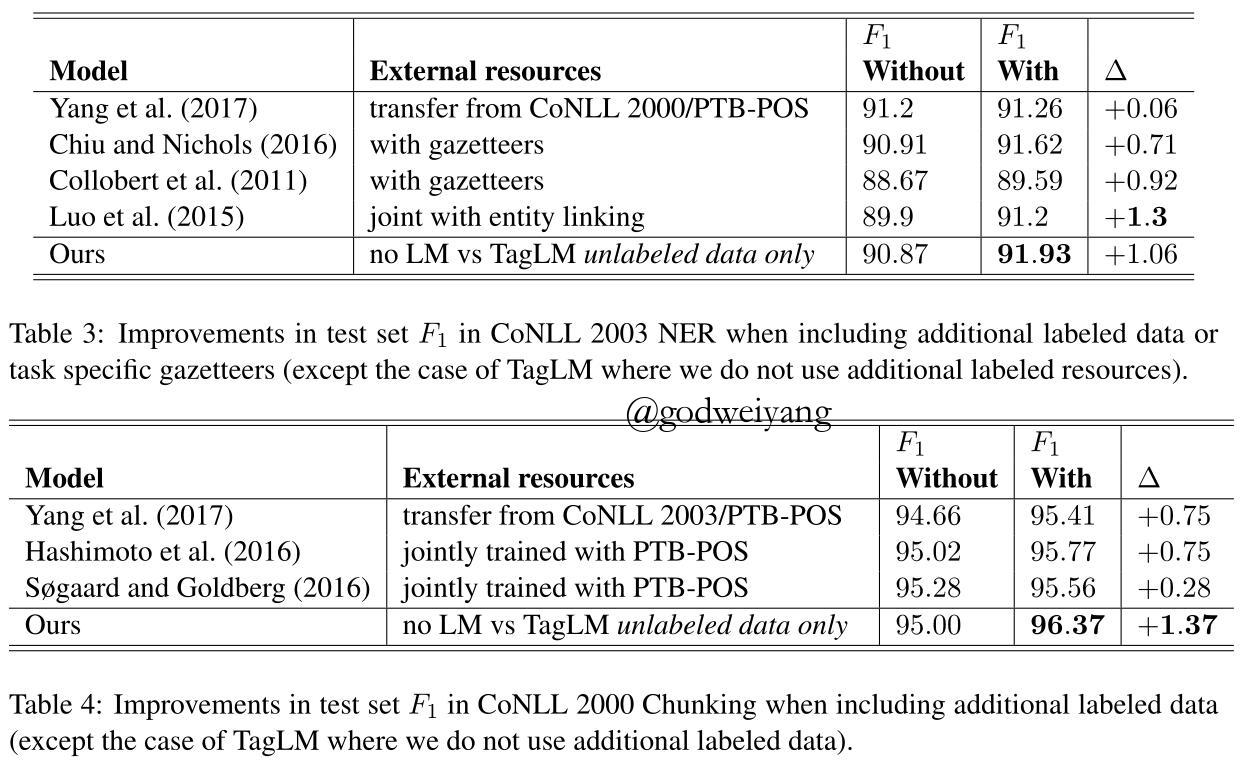 F1 F1
Model External resources Without With Δ
Yang et al. (2017) transfer from CoNLL 2000/PTB-POS 91.2 91.26 +0.06
Chiu and Nichols (2016) with gazetteers 90.91 91.62 +0.71
Collobert et al. (2011) with gazetteers 88.67 89.59 +0.92
Luo et al. (2015) joint with entity linking 89.9 91.2 +1.3
Ours no LM vs TagLM unlabeled data only 90.87 91.93 +1.06
Table 3: Improvements in test set F1 in CoNLL 2003 NER when including additional labeled data or
task specific gazetteers (except the case of TagLM where we do not use additional labeled resources).
@godweiyang
F1 F1
Model External resources Without With Δ
Yang et al. (2017) transfer from CoNLL 2003/PTB-POS 94.66 95.41 +0.75
Hashimoto et al. (2016) jointly trained with PTB-POS 95.02 95.77 +0.75
Søgaard and Goldberg (2016) jointly trained with PTB-POS 95.28 95.56 +0.28
Ours no LM vs TagLM unlabeled data only 95.00 96.37 +1.37
Table 4: Improvements in test set F1 in CoNLL 2000 Chunking when including additional labeled data
(except the case of TagLM where we do not use additional labeled data).